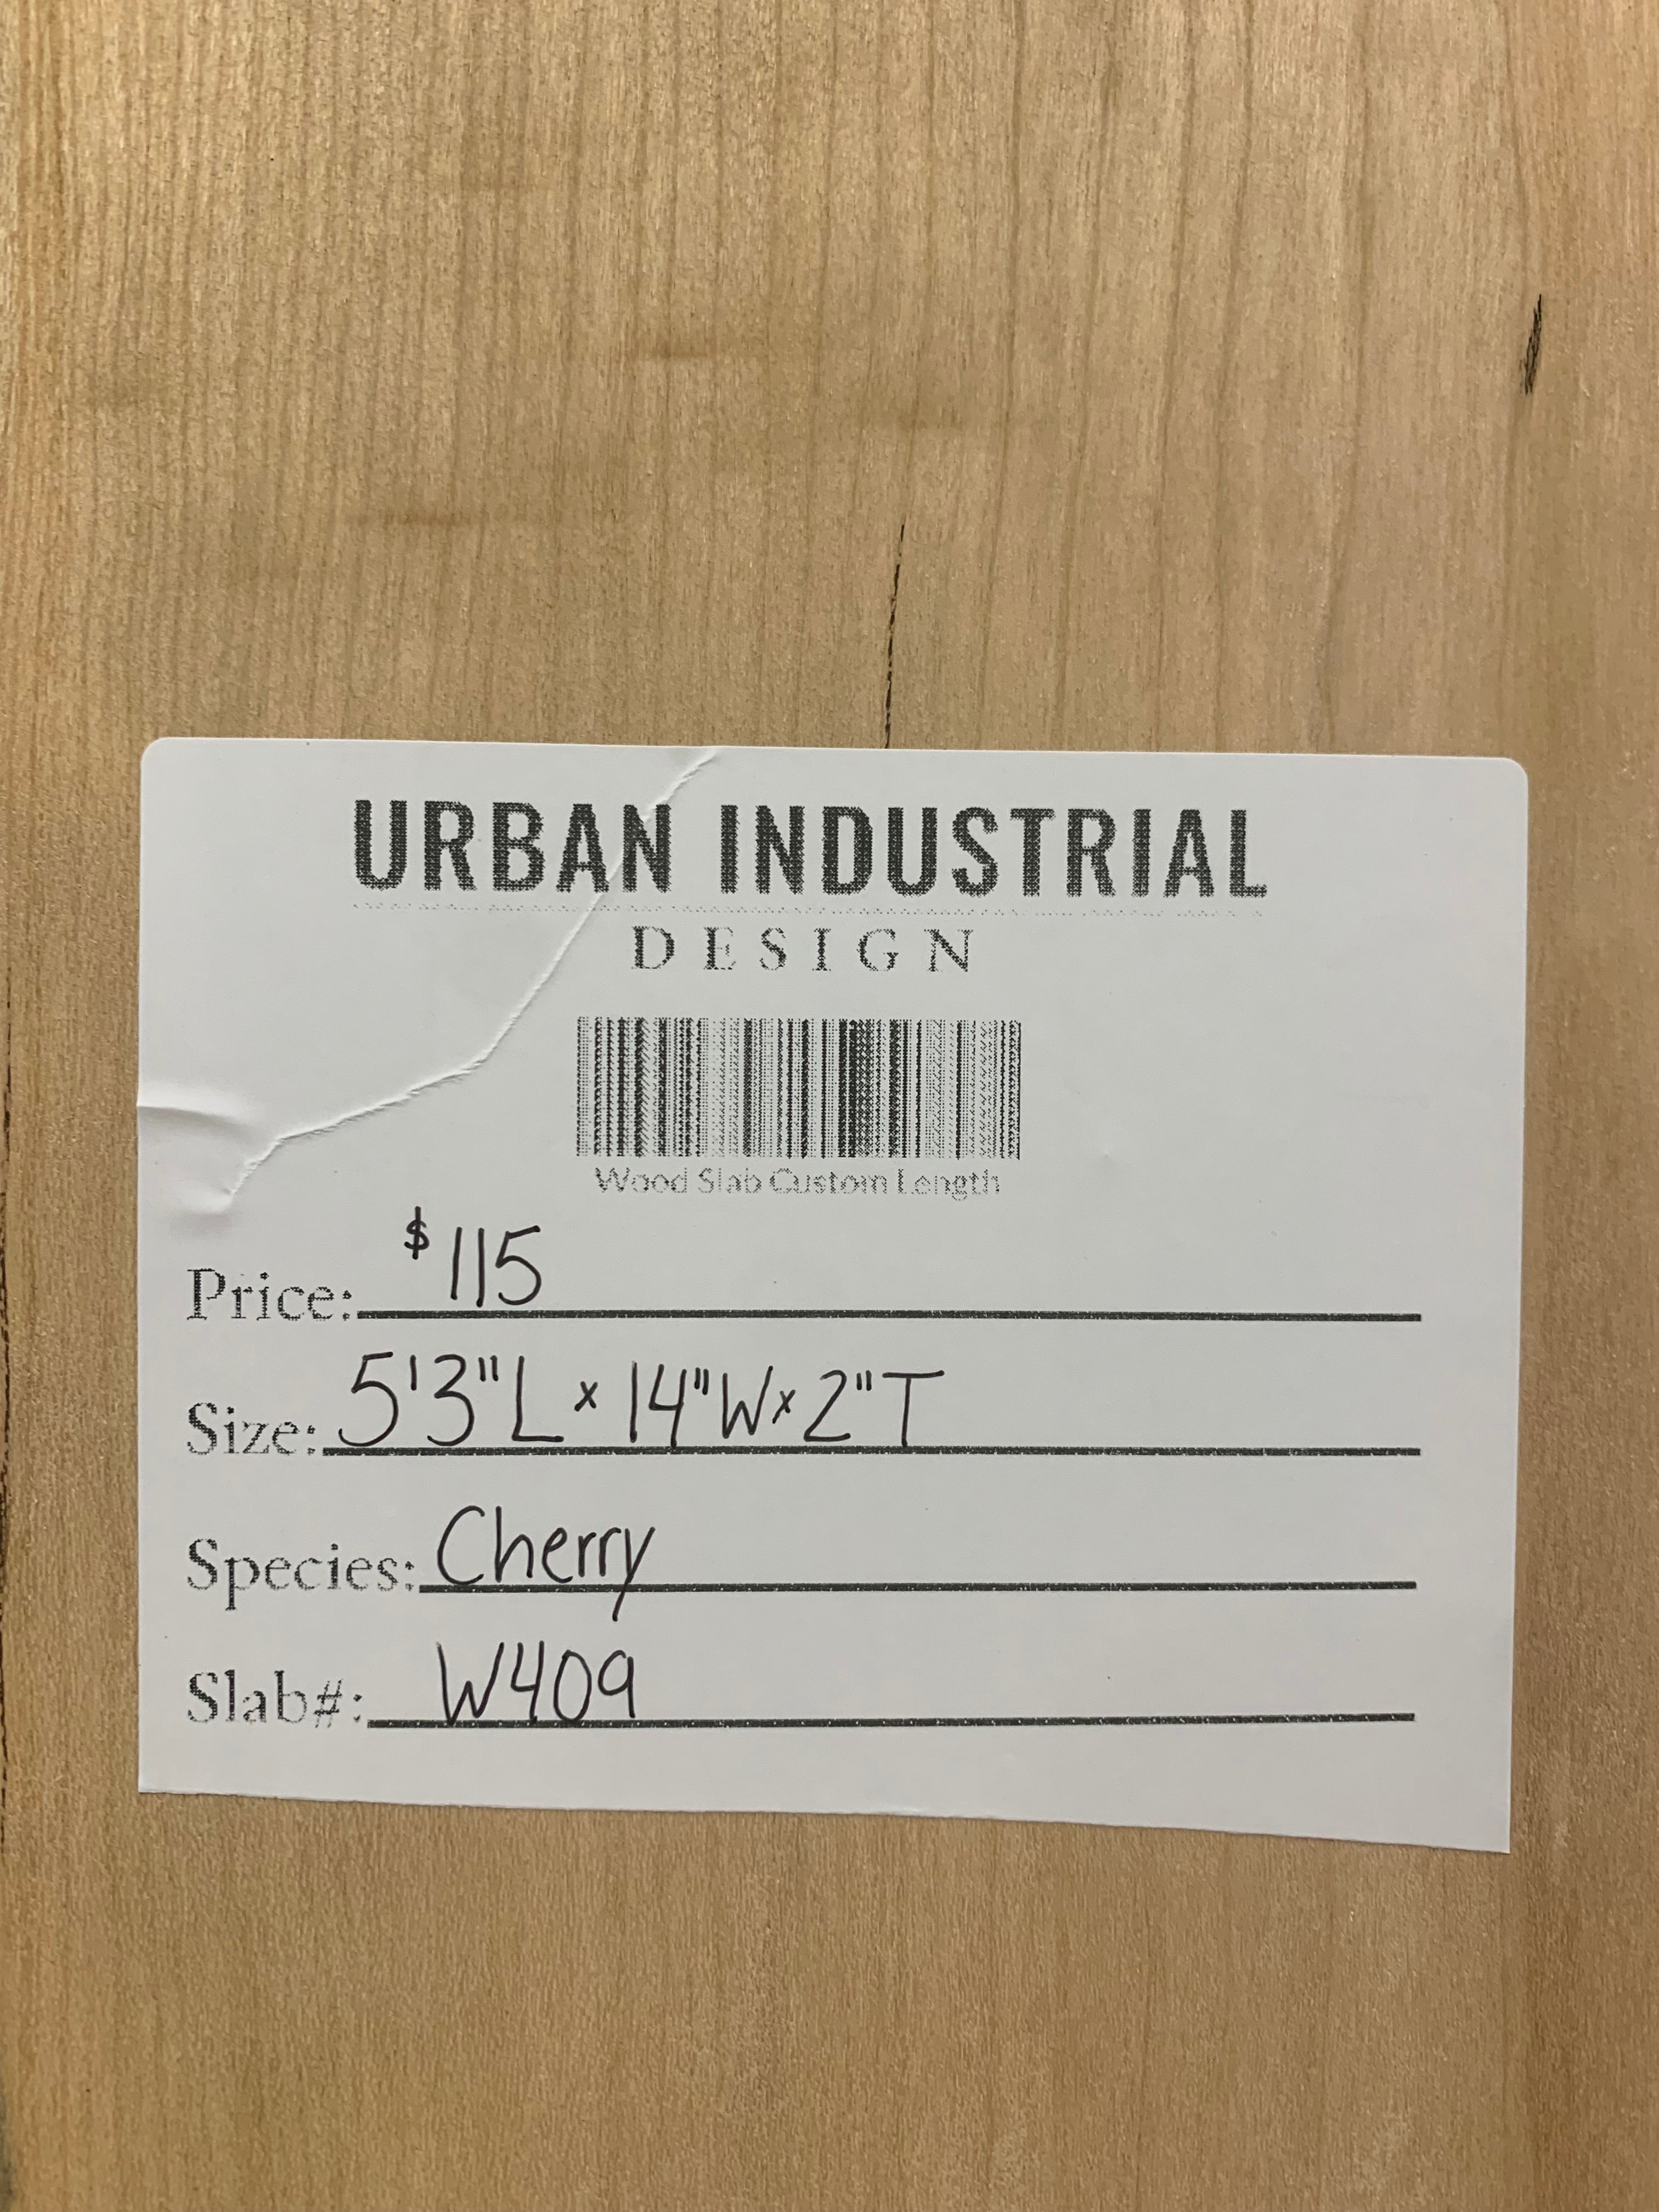 URBAN INDUSTRIAL
DESIGN
Wood Slab Custom Length
Price: $115
Size: 5'3"L x 14"W x 2"T
Species: Cherry
Slab#: W409